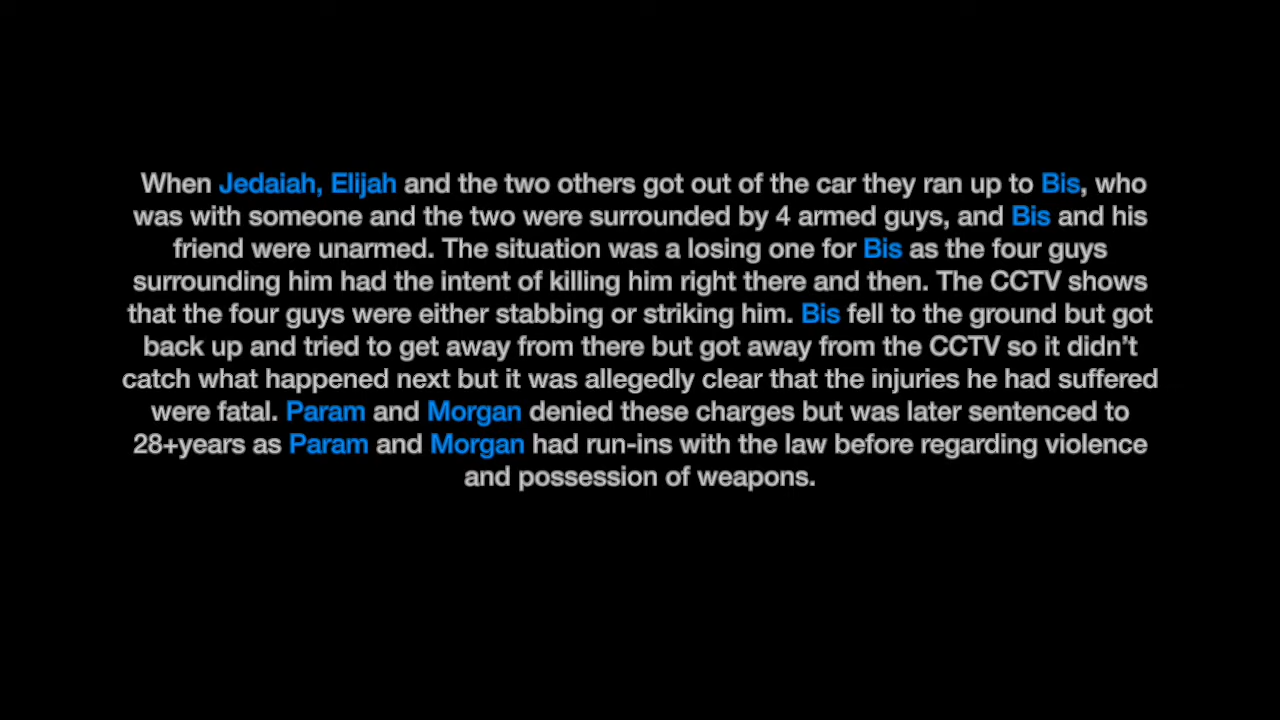 When Jedaiah, Elijah and the two others got out of the car they ran up to Bis, who
was with someone and the two were surrounded by 4 armed guys, and Bis and his
friend were unarmed. The situation was a losing one for Bis as the four guys
surrounding him had the intent of killing him right there and then. The CCTV shows
that the four guys were either stabbing or striking him. Bis fell to the ground but got
back up and tried to get away from there but got away from the CCTV so it didn’t
catch what happened next but it was allegedly clear that the injuries he had suffered
were fatal. Param and Morgan denied these charges but was later sentenced to
28+years as Param and Morgan had run-ins with the law before regarding violence
and possession of weapons.